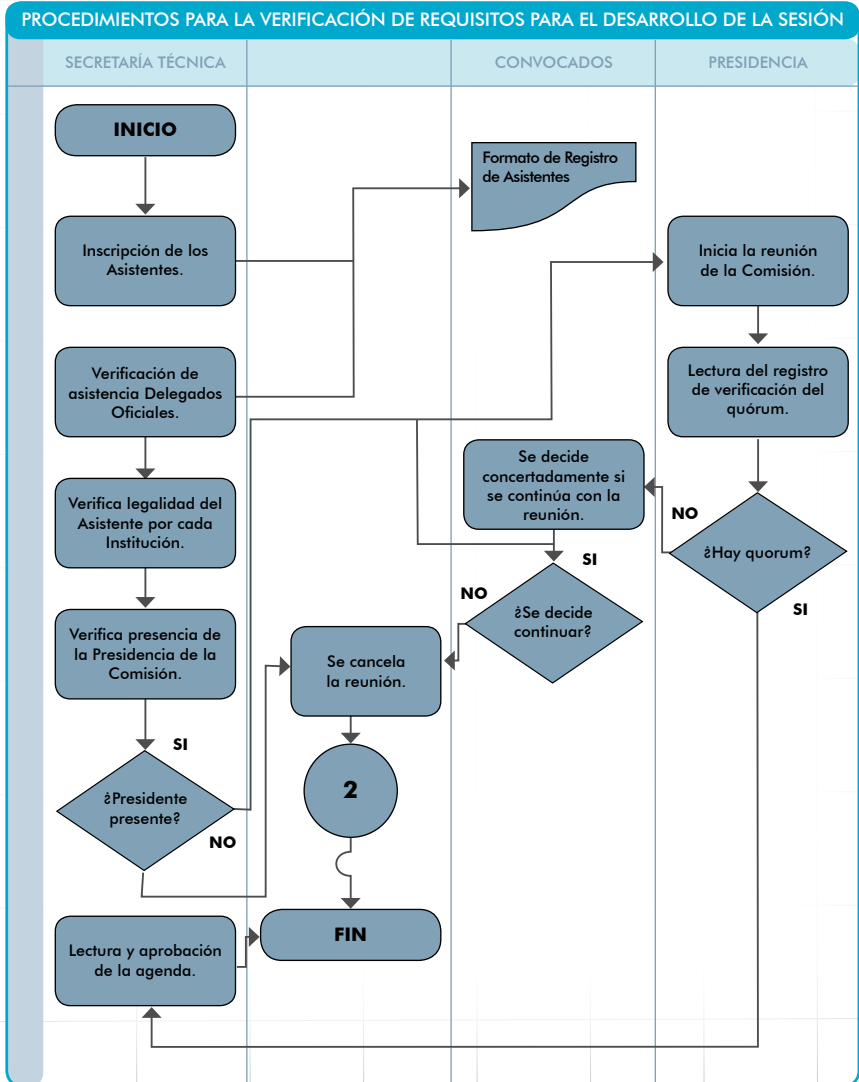 PROCEDIMIENTOS PARA LA VERIFICACIÓN DE REQUISITOS PARA EL DESARROLLO DE LA SESIÓN
SECRETARÍA TÉCNICA
CONVOCADOS
PRESIDENCIA
INICIO
Formato de Registro
de Asistentes
Inscripción de los
Asistentes.
Inicia la reunión
de la Comisión.
Verificación de
asistencia Delegados
Oficiales.
Lectura del registro
de verificación del
quórum.
Se decide
concertadamente si
se continúa con la
reunión.
Verifica legalidad del
Asistente por cada
Institución.
NO
¿Hay quorum?
SI
SI
NO
¿Se decide
continuar?
Verifica presencia de
la Presidencia de la
Comisión.
Se cancela
la reunión.
SI
¿Presidente
presente?
NO
2
FIN
Lectura y aprobación
de la agenda.